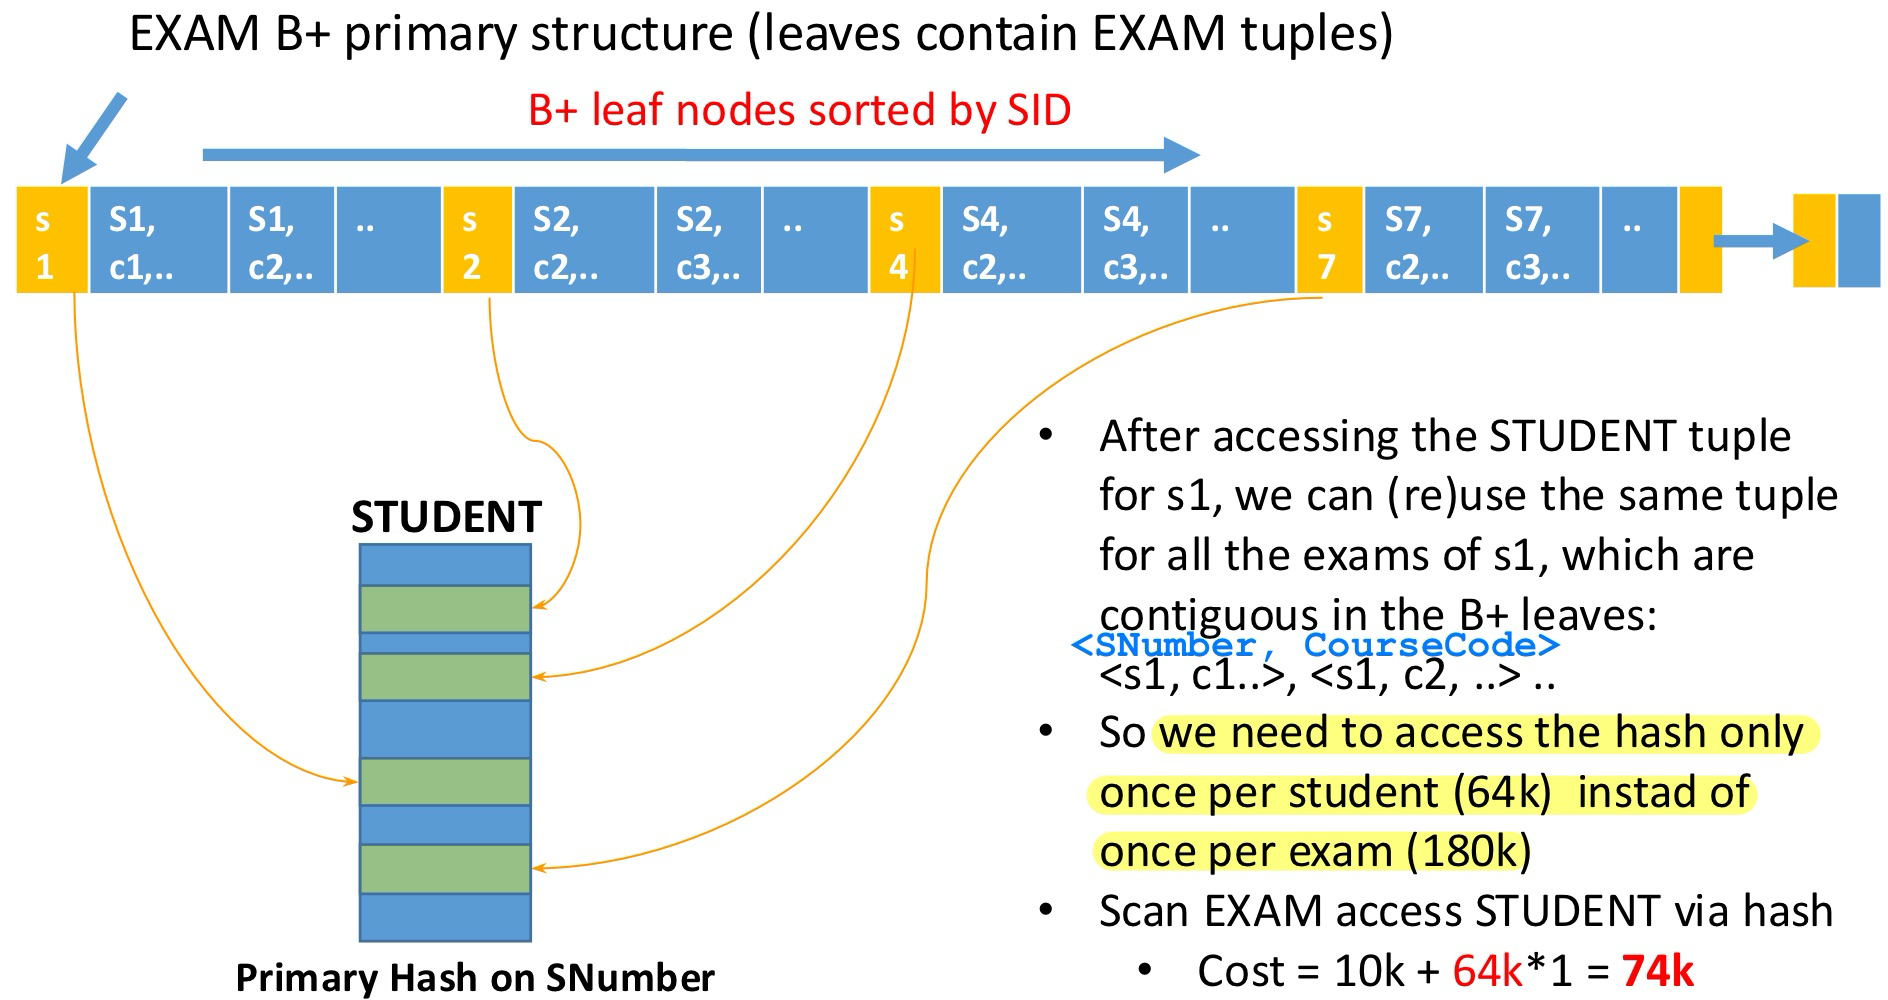 EXAM B+ primary structure (leaves contain EXAM tuples)
B+ leaf nodes sorted by SID
s S1, S1, .. s S2, S2, .. s S4, S4, .. s S7, S7, ..
1 c1,.. c2,.. 2 c2,.. c3,.. 4 c2,.. c3,.. 7 c2,.. c3,..
STUDENT
Primary Hash on SNumber
• After accessing the STUDENT tuple
for s1, we can (re)use the same tuple
for all the exams of s1, which are
contiguous in the B+ leaves:
<SNumber, CourseCode>
<s1, c1..>, <s1, c2, ..> ..
• So we need to access the hash only
once per student (64k) instad of
once per exam (180k)
• Scan EXAM access STUDENT via hash
• Cost = 10k + 64k*1 = 74k